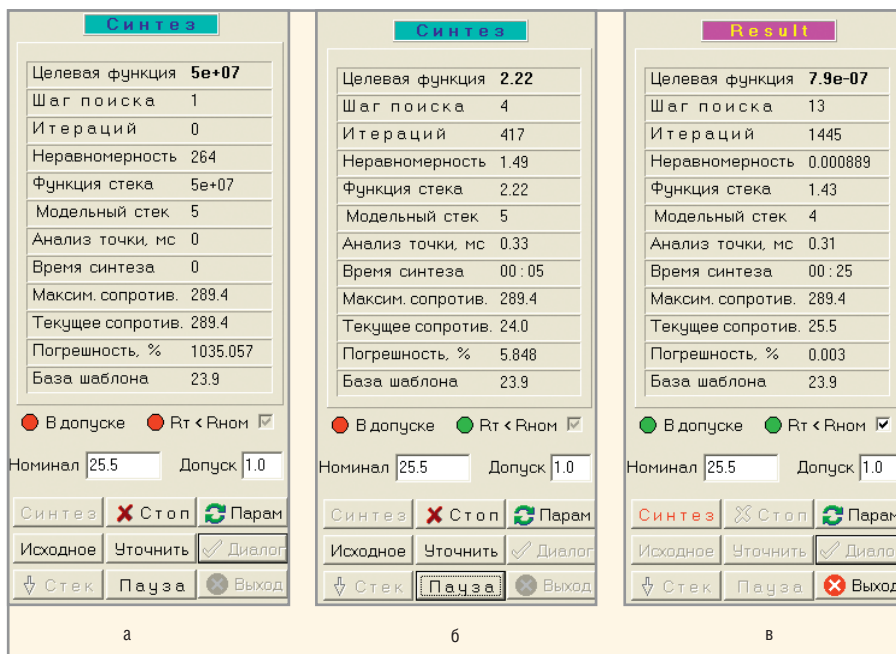 Синтез
Целевая функция 5e+07
Шаг поиска 1
Итераций 0
Неравномерность 264
Функция стека 5e+07
Модельный стек 5
Анализ точки, мс 0
Время синтеза 0
Максим. сопротив. 289.4
Текущее сопротив. 289.4
Погрешность, % 1035.057
База шаблона 23.9
В допуске Rт < Rном
Номинал 25.5 Допуск 1.0
Синтез Стоп Парам
Исходное Уточнить Диалог
Стек Пауза Выход
а
Синтез
Целевая функция 2.22
Шаг поиска 4
Итераций 417
Неравномерность 1.49
Функция стека 2.22
Модельный стек 5
Анализ точки, мс 0.33
Время синтеза 00:05
Максим. сопротив. 289.4
Текущее сопротив. 24.0
Погрешность, % 5.848
База шаблона 23.9
В допуске Rт < Rном
Номинал 25.5 Допуск 1.0
Синтез Стоп Парам
Исходное Уточнить Диалог
Стек Пауза Выход
б
Result
Целевая функция 7.9e-07
Шаг поиска 13
Итераций 1445
Неравномерность 0.000889
Функция стека 1.43
Модельный стек 4
Анализ точки, мс 0.31
Время синтеза 00:25
Максим. сопротив. 289.4
Текущее сопротив. 25.5
Погрешность, % 0.003
База шаблона 23.9
В допуске Rт < Rном
Номинал 25.5 Допуск 1.0
Синтез Стоп Парам
Исходное Уточнить Диало
Стек Пауза Выход
в